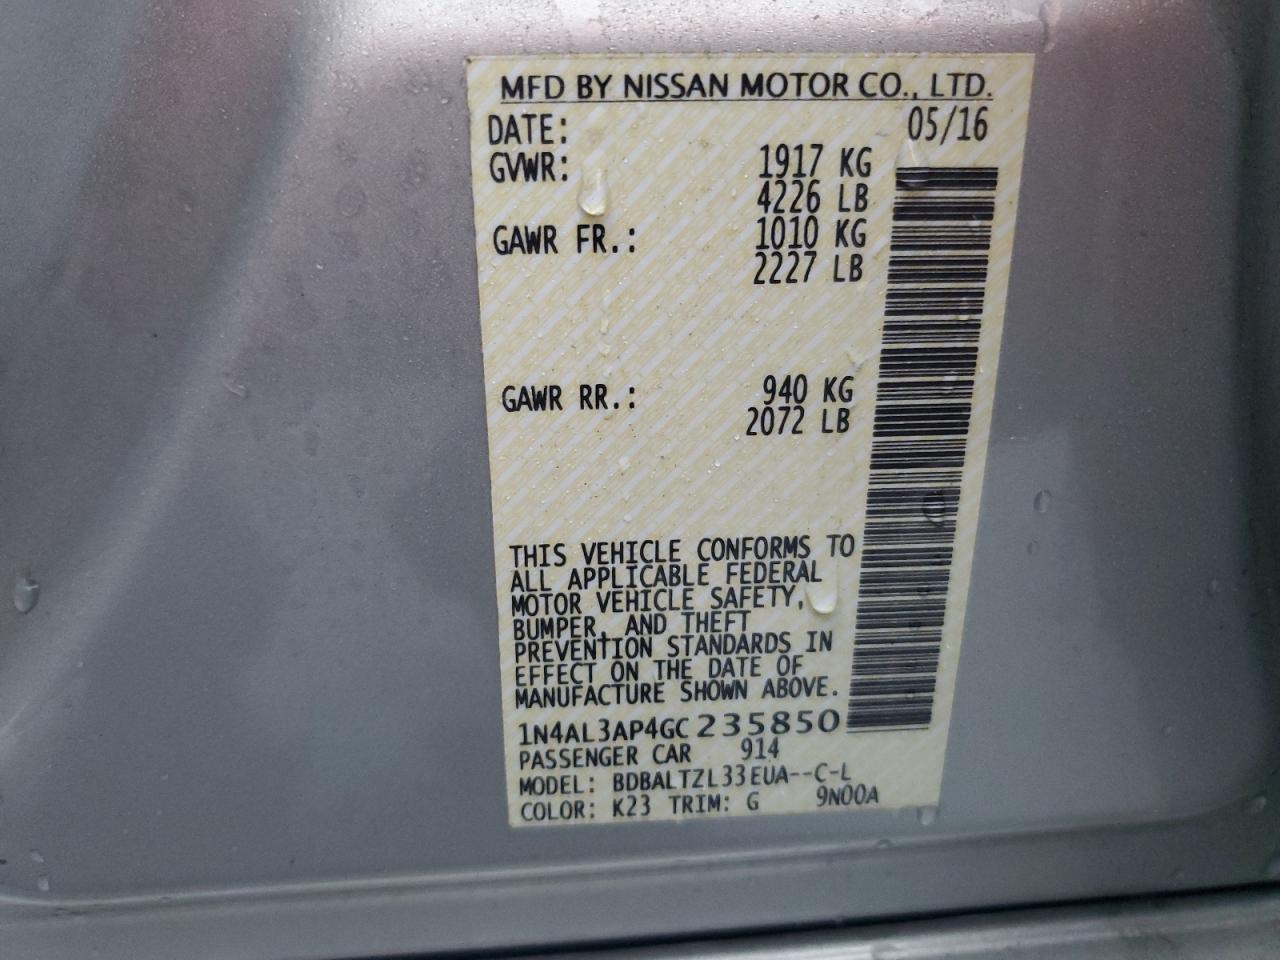 MFD BY NISSAN MOTOR CO., LTD.
DATE: 05/16
GVWR: 1917 KG
4226 LB
GAWR FR.: 1010 KG
2227 LB
GAWR RR.: 940 KG
2072 LB
THIS VEHICLE CONFORMS TO
ALL APPLICABLE FEDERAL
MOTOR VEHICLE SAFETY,
BUMPER, AND THEFT
PREVENTION STANDARDS IN
EFFECT ON THE DATE OF
MANUFACTURE SHOWN ABOVE.
1N4AL3AP4GC235850
PASSENGER CAR 914
MODEL: BDBALTZL33EUA--C-L
COLOR: K23 TRIM: G 9N00A